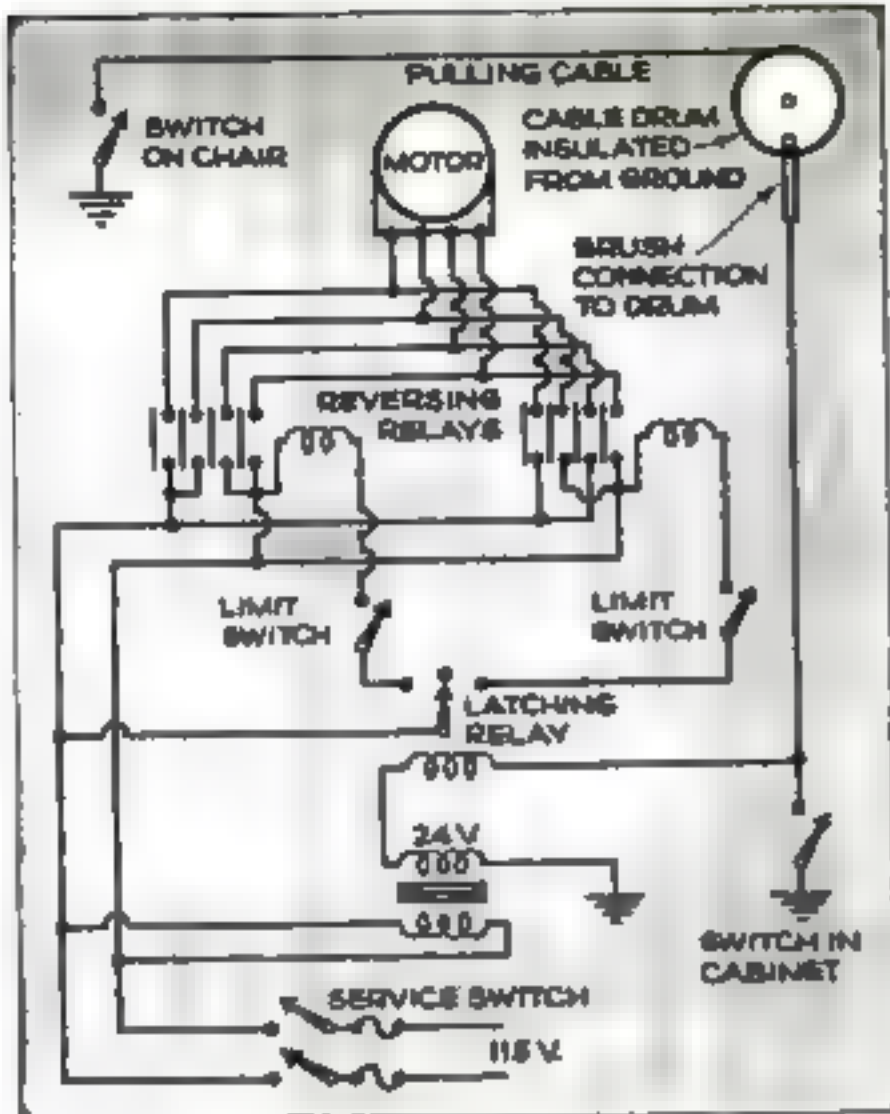 PULLING CABLE
SWITCH
ON CHAIR
MOTOR
CABLE DRUM
INSULATED
FROM GROUND
BRUSH
CONNECTION
TO DRUM
REVERSING
RELAYS
LIMIT
SWITCH
LIMIT
SWITCH
LATCHING
RELAY
24 V
SWITCH IN
CABINET
SERVICE SWITCH
115 V.